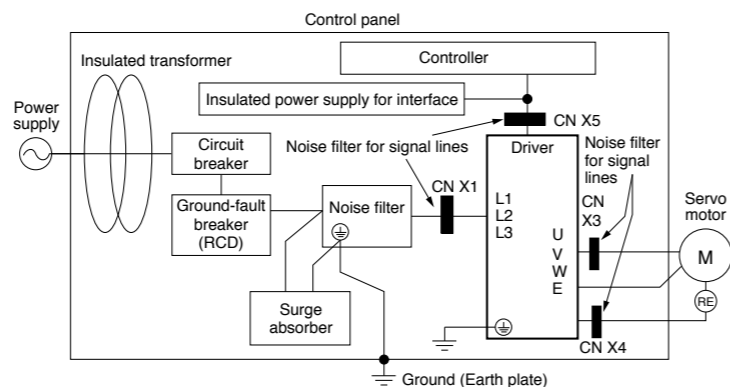 Control panel
Insulated transformer
Controller
Power
supply
Insulated power supply for interface
CN X5
Circuit
breaker
Noise filter for signal lines
Driver
Noise filter
for signal
lines
CN X1
Ground-fault
breaker
(RCD)
Noise filter
L1
L2
L3
CN
X3
Servo
motor
U
V
W
E
M
RE
Surge
absorber
CN X4
Ground (Earth plate)